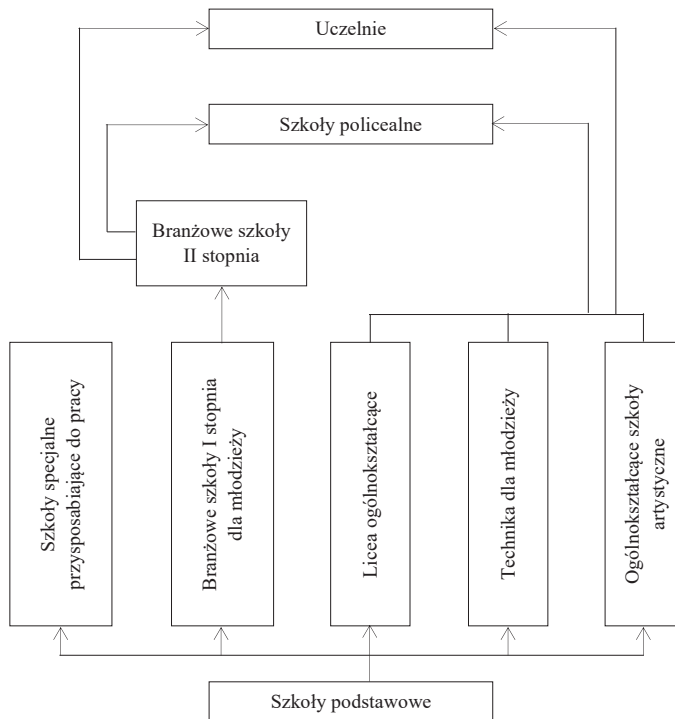 Uczelnie
Szkoły policealne
Branżowe szkoły
II stopnia
Szkoły specjalne
przysposabiające do pracy
Branżowe szkoły I stopnia
dla młodzieży
Licea ogólnokształcące
Technika dla młodzieży
Ogólnokształcące szkoły
artystyczne
Szkoły podstawowe